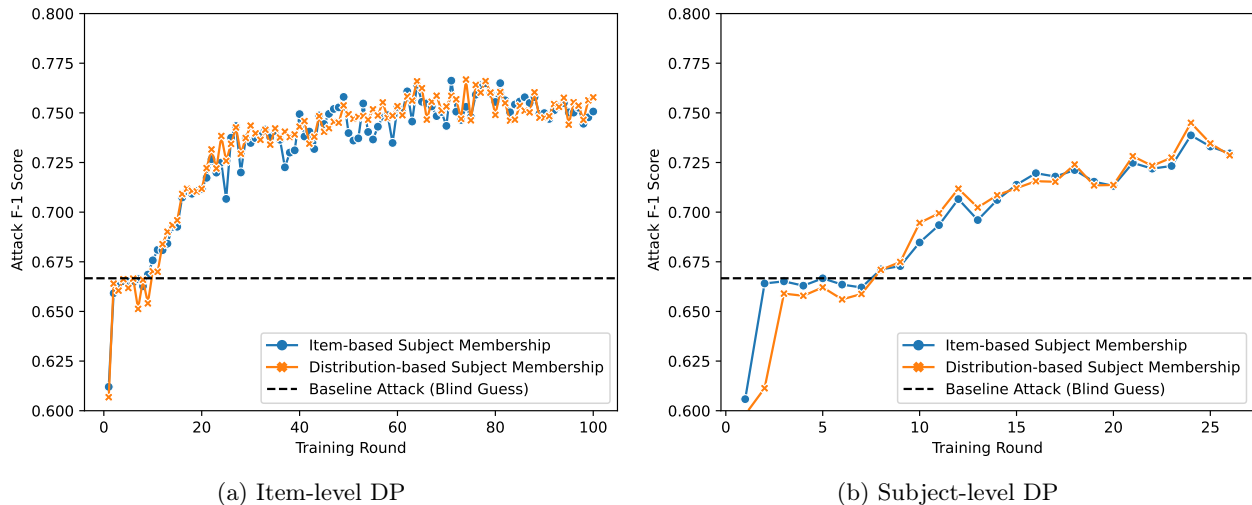 0.800
0.775
0.750
0.725
0.700
0.675
0.650
0.625
0.600
Attack F-1 Score
0 20 40 60 80 100
Training Round
Item-based Subject Membership
Distribution-based Subject Membership
Baseline Attack (Blind Guess)
(a) Item-level DP
0.800
0.775
0.750
0.725
0.700
0.675
0.650
0.625
0.600
Attack F-1 Score
0 5 10 15 20 25
Training Round
Item-based Subject Membership
Distribution-based Subject Membership
Baseline Attack (Blind Guess)
(b) Subject-level DP